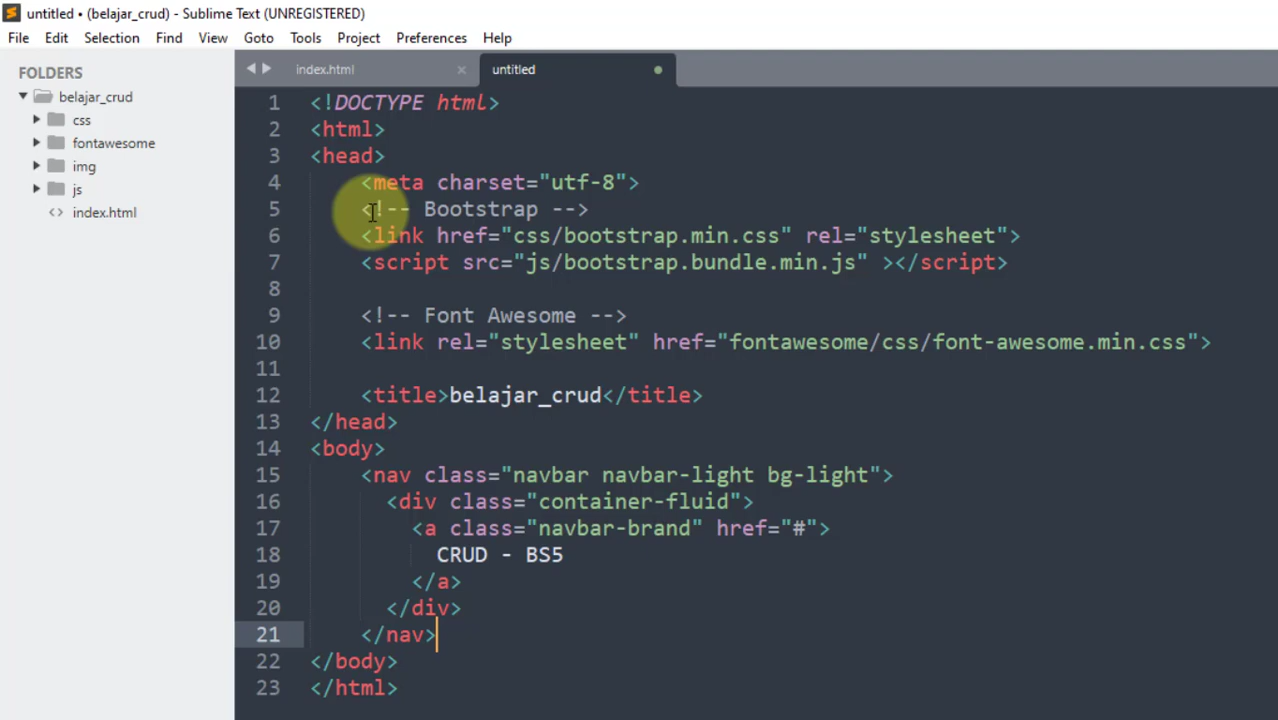 untitled • (belajar_crud) - Sublime Text (UNREGISTERED)
File Edit Selection Find View Goto Tools Project Preferences Help
FOLDERS
belajar_crud
css
fontawesome
img
js
index.html
index.html
untitled
1 <!DOCTYPE html>
2 <html>
3 <head>
4 <meta charset="utf-8">
5 <!-- Bootstrap -->
6 <link href="css/bootstrap.min.css" rel="stylesheet">
7 <script src="js/bootstrap.bundle.min.js" ></script>
8
9 <!-- Font Awesome -->
10 <link rel="stylesheet" href="fontawesome/css/font-awesome.min.css">
11
12 <title>belajar_crud</title>
13 </head>
14 <body>
15 <nav class="navbar navbar-light bg-light">
16 <div class="container-fluid">
17 <a class="navbar-brand" href="#">
18 CRUD - BS5
19 </a>
20 </div>
21 </nav>
22 </body>
23 </html>